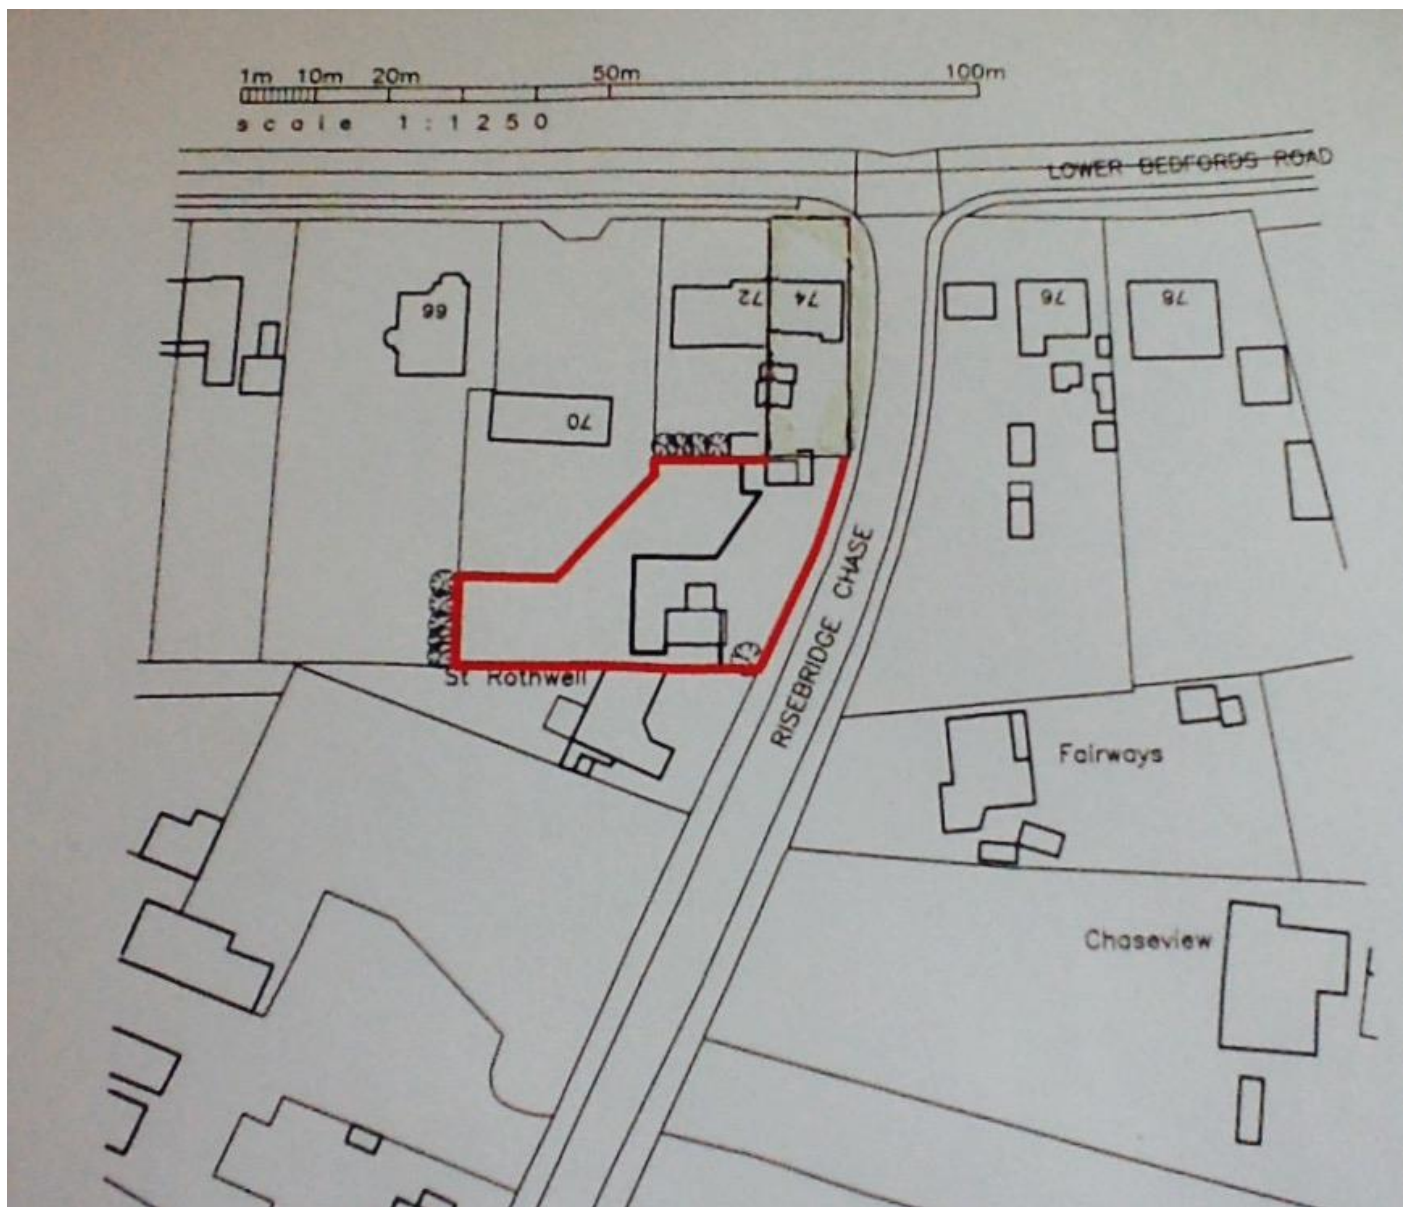 1m 10m 20m 50m 100m
scale 1:1250
LOWER BEDFORDS ROAD
68
72
74
76
78
70
RISEBRIDGE CHASE
St Rothwell
Fairways
Chaseview